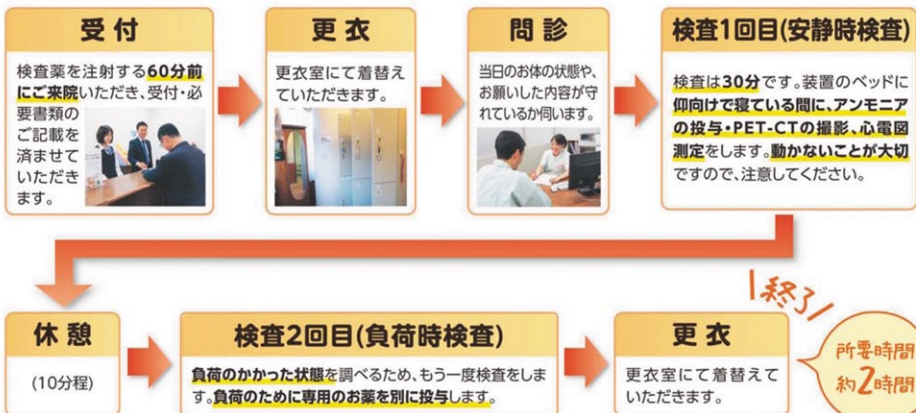 受付
検査薬を注射する60分前
にご来院いただき、受付・必
要書類の
ご記載を
済ませて
いただき
ます。
更衣
更衣室にて着替え
ていただきます。
問診
当日のお体の状態や、
お願いした内容が守
れているか伺います。
検査1回目(安静時検査)
検査は30分です。装置のベッドに
仰向けで寝ている間に、アンモニア
の投与・PET-CTの撮影、心電図
測定をします。動かないことが大切
ですので、注意してください。
休憩
(10分程)
検査2回目(負荷時検査)
負荷のかかった状態を調べるため、もう一度検査をしま
す。負荷のために専用のお薬を別に投与します。
更衣
更衣室にて着替えて
いただきます。
終了
所要時間
約2時間